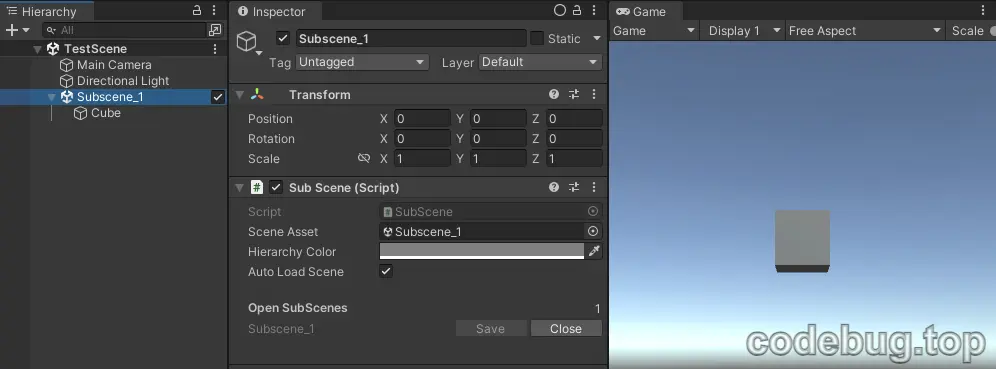 Hierarchy
All
TestScene
Main Camera
Directional Light
Subscene_1
Cube
Inspector
Subscene_1
Static
Tag Untagged Layer Default
Transform
Position X 0 Y 0 Z 0
Rotation X 0 Y 0 Z 0
Scale X 1 Y 1 Z 1
# Sub Scene (Script)
Script SubScene
Scene Asset Subscene_1
Hierarchy Color
Auto Load Scene
Open SubScenes 1
Subscene_1 Save Close
Game
Game Display 1 Free Aspect Scale
codebug.top